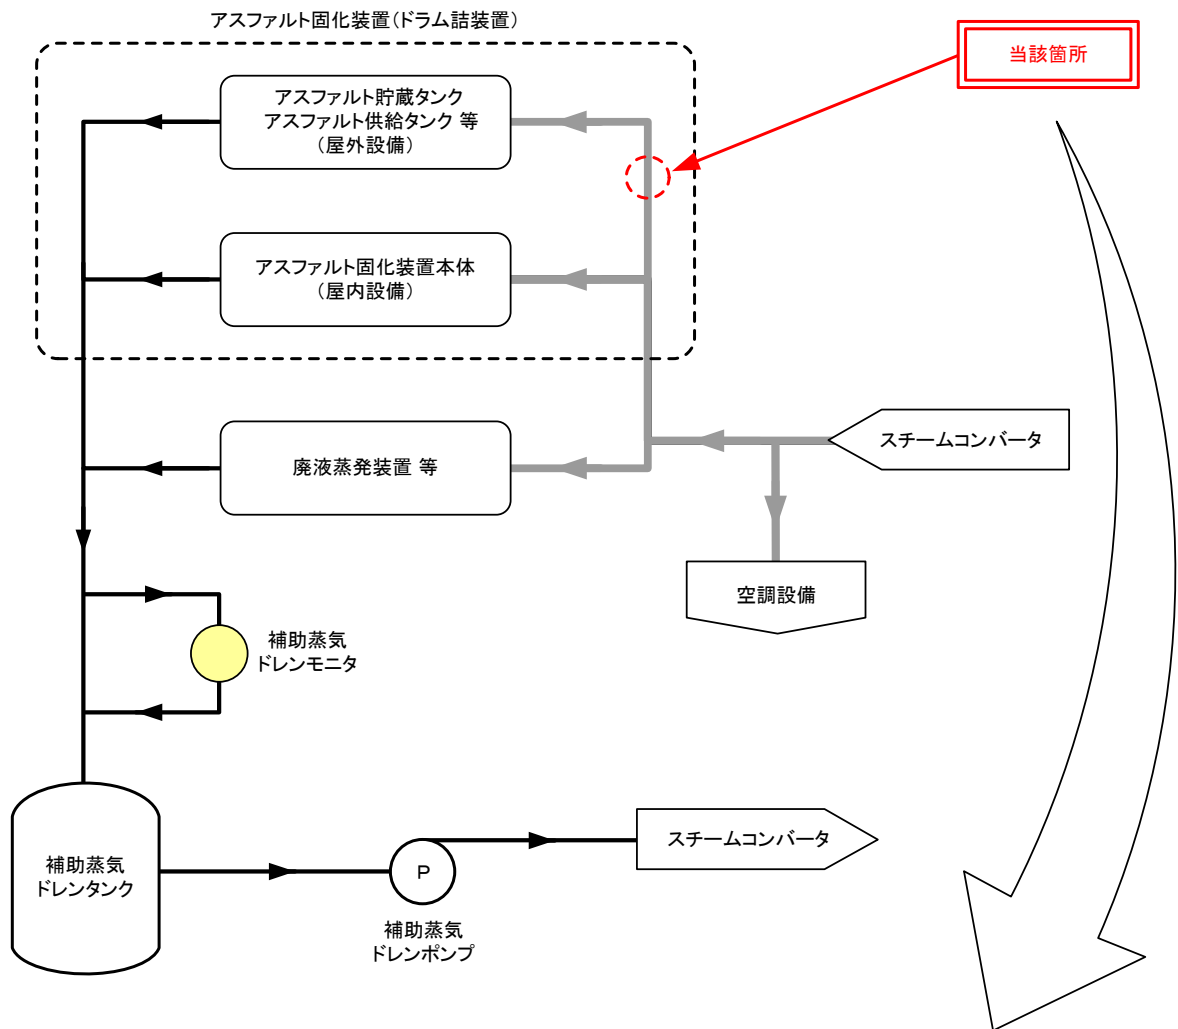 アスファルト固化装置(ドラム詰装置)
当該箇所
アスファルト貯蔵タンク
アスファルト供給タンク 等
(屋外設備)
アスファルト固化装置本体
(屋内設備)
廃液蒸発装置 等
スチームコンバータ
空調設備
補助蒸気
ドレンモニタ
補助蒸気
ドレンタンク
P
スチームコンバータ
補助蒸気
ドレンポンプ